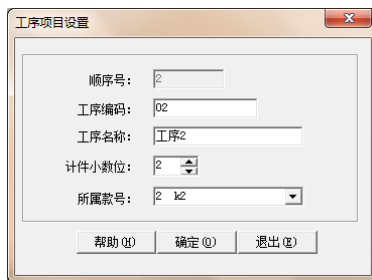 工序项目设置
顺序号： 2
工序编码： 02
工序名称： 工序2
计件小数位： 2
所属款号： 2 k2
帮助(H) 确定(O) 退出(E)